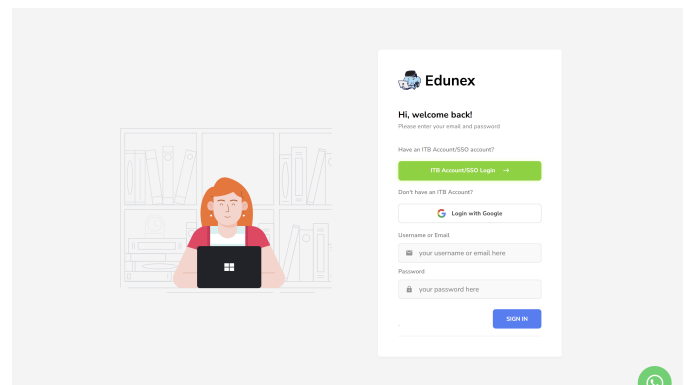 Edunex
Hi, welcome back!
Please enter your email and password
Have an ITB Account/SSO account?
ITB Account/SSO Login →
Don't have an ITB Account?
Login with Google
Username or Email
your username or email here
Password
your password here
SIGN IN